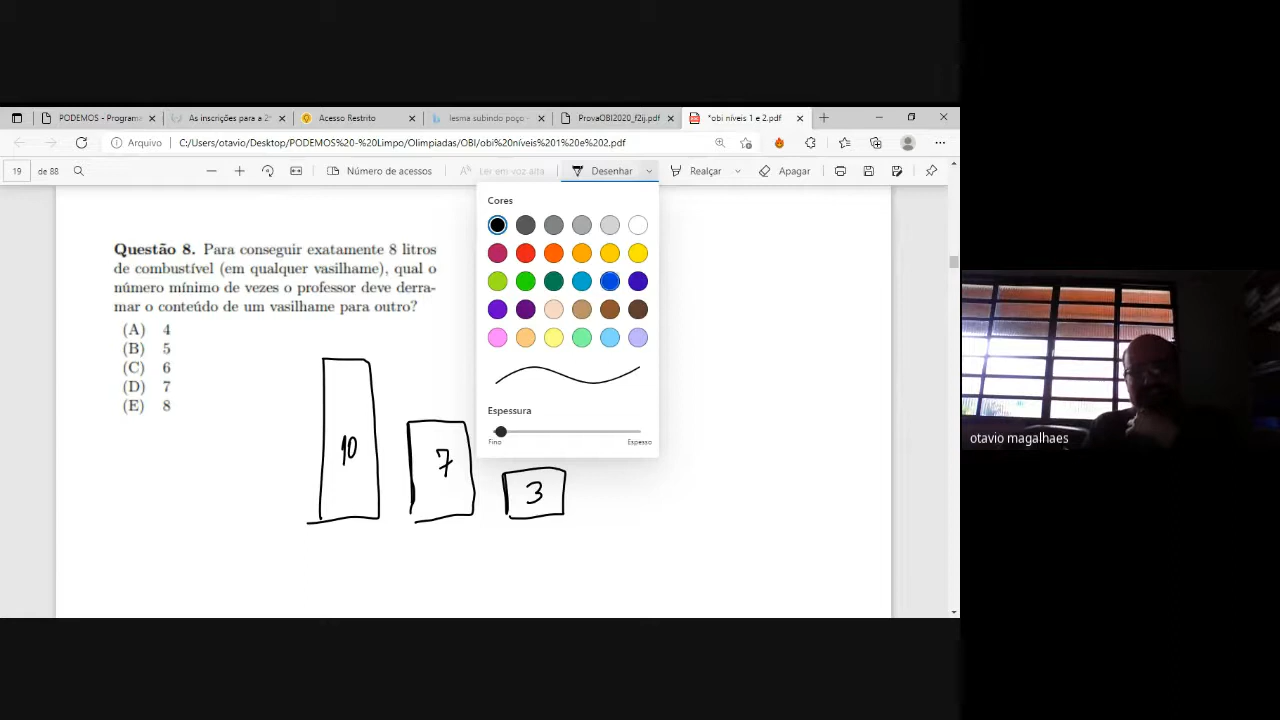 PODEMOS - Program
As inscrições para a 2ª
Acesso Restrito
lesma subindo poço -
ProvaOBI2020_f2ij.pdf
*obi níveis 1 e 2.pdf
Arquivo
C:/Users/otavio/Desktop/PODEMOS%20-%20Limpo/Olimpiadas/OBI/obi%20níveis%201%20e%202.pdf
19 de 88
Número de acessos
Ler em voz alta
Desenhar
Realçar
Apagar
Cores
Questão 8. Para conseguir exatamente 8 litros
de combustível (em qualquer vasilhame), qual o
número mínimo de vezes o professor deve derra-
mar o conteúdo de um vasilhame para outro?
(A) 4
(B) 5
(C) 6
(D) 7
(E) 8
Espessura
Fino
Espesso
10
7
3
otavio magalhaes